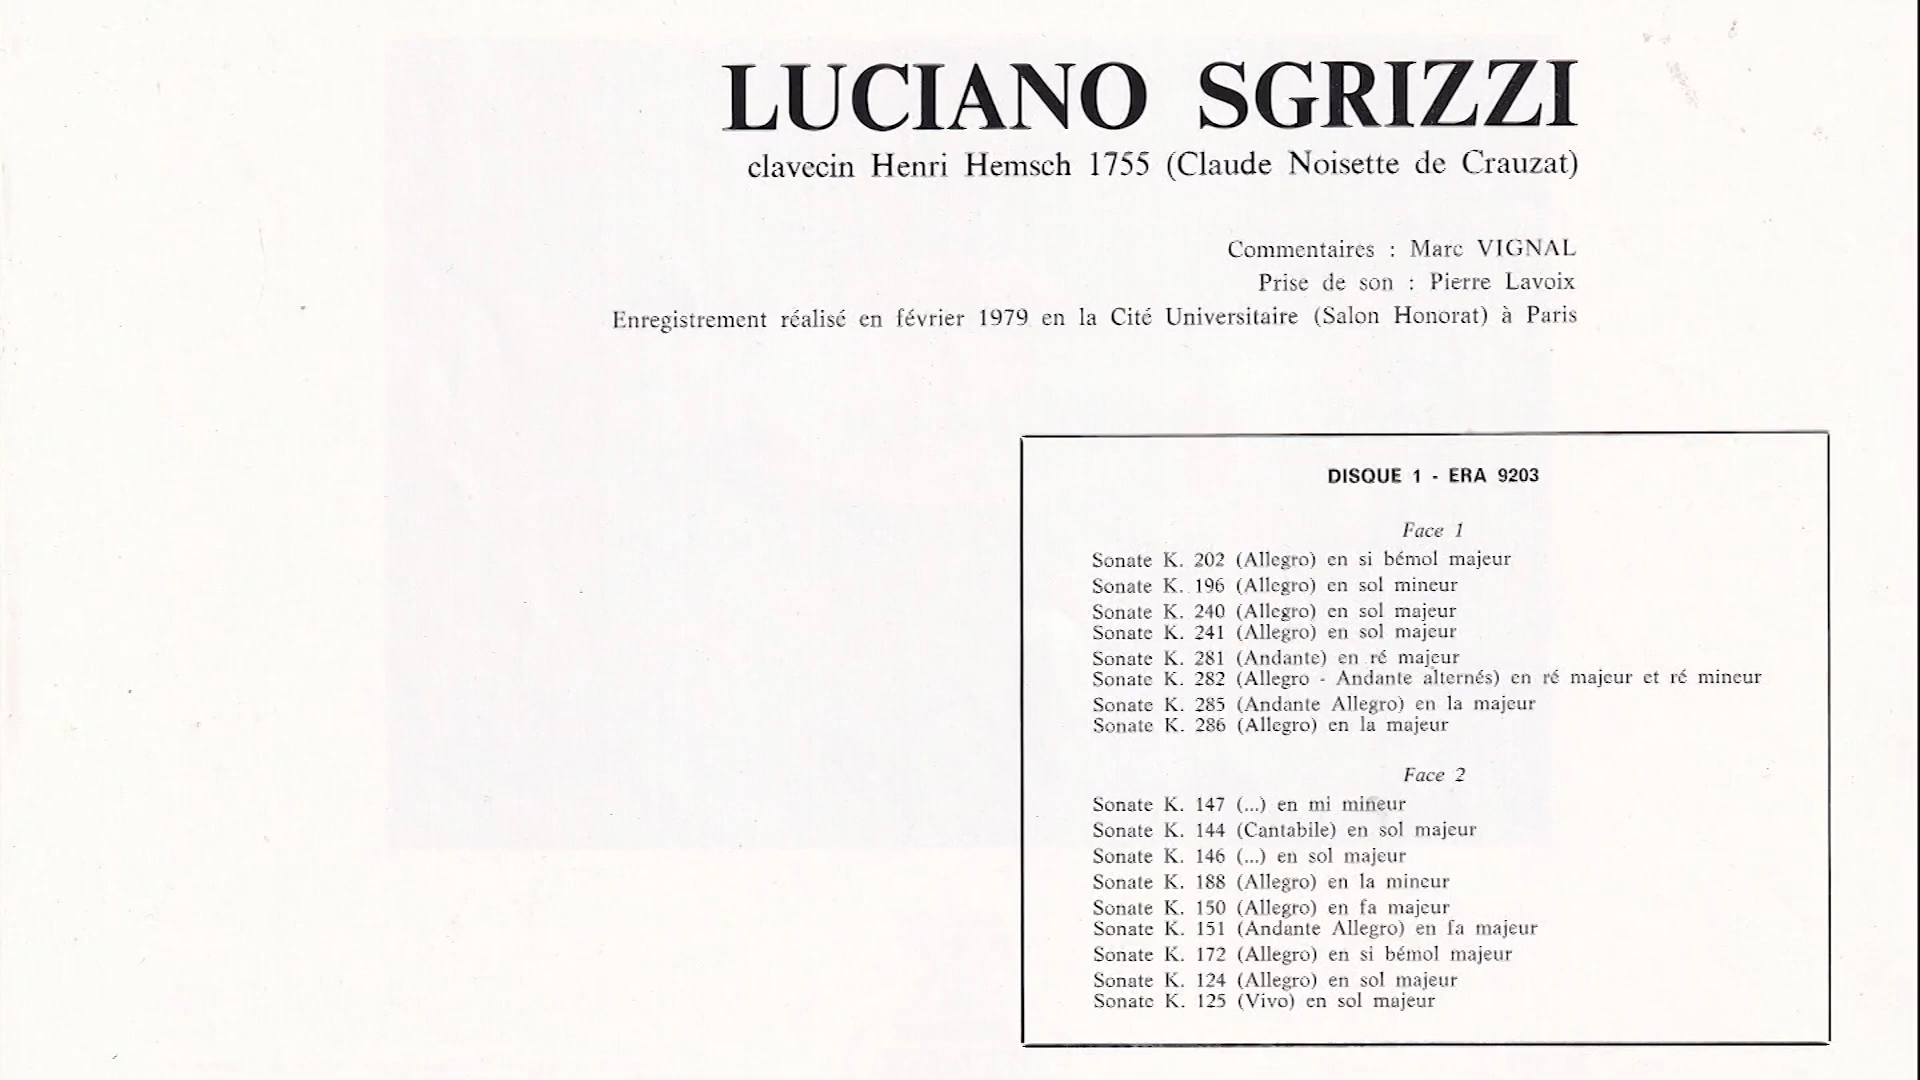 LUCIANO SGRIZZI
clavecin Henri Hemsch 1755 (Claude Noisette de Crauzat)
Commentaires : Marc VIGNAL
Prise de son : Pierre Lavoix
Enregistrement réalisé en février 1979 en la Cité Universitaire (Salon Honorat) à Paris
DISQUE 1 - ERA 9203
Face 1
Sonate K. 202 (Allegro) en si bémol majeur
Sonate K. 196 (Allegro) en sol mineur
Sonate K. 240 (Allegro) en sol majeur
Sonate K. 241 (Allegro) en sol majeur
Sonate K. 281 (Andante) en ré majeur
Sonate K. 282 (Allegro - Andante alternés) en ré majeur et ré mineur
Sonate K. 285 (Andante Allegro) en la majeur
Sonate K. 286 (Allegro) en la majeur
Face 2
Sonate K. 147 (...) en mi mineur
Sonate K. 144 (Cantabile) en sol majeur
Sonate K. 146 (...) en sol majeur
Sonate K. 188 (Allegro) en la mineur
Sonate K. 150 (Allegro) en fa majeur
Sonate K. 151 (Andante Allegro) en fa majeur
Sonate K. 172 (Allegro) en si bémol majeur
Sonate K. 124 (Allegro) en sol majeur
Sonate K. 125 (Vivo) en sol majeur